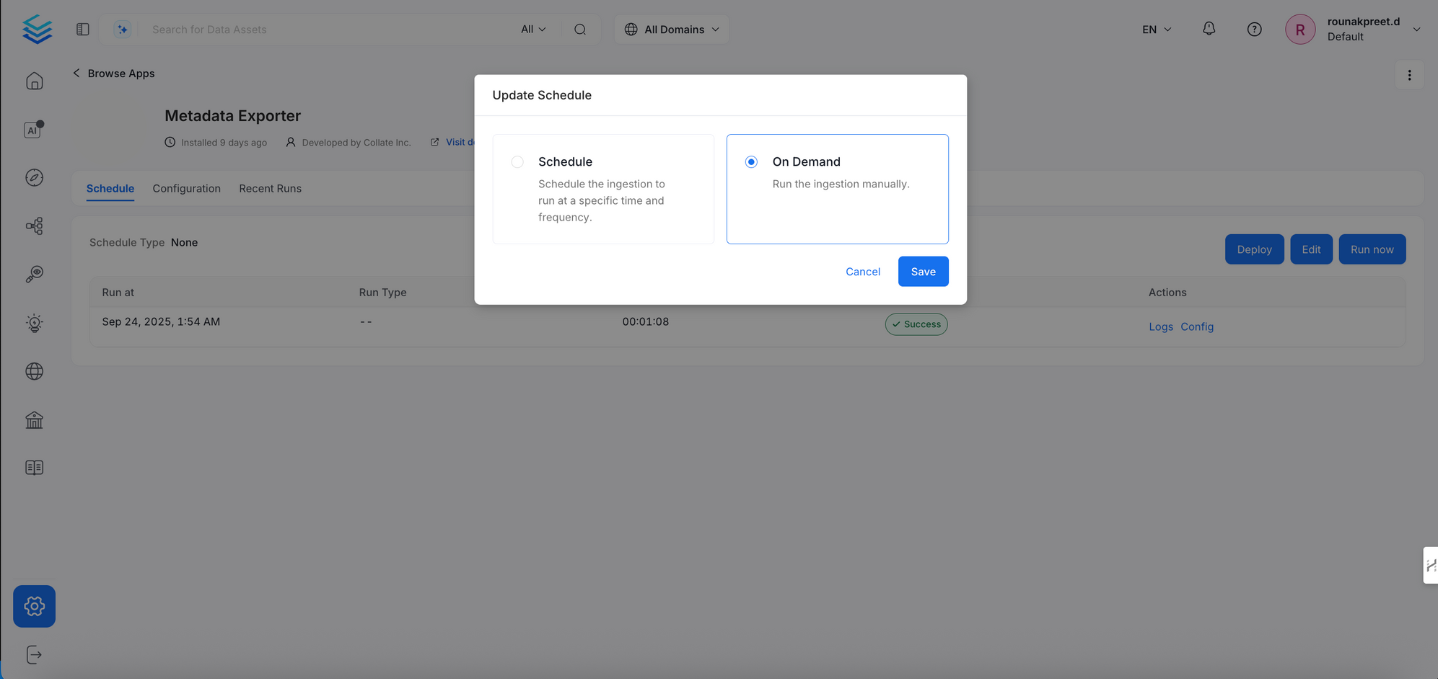 Search for Data Assets
All
All Domains
EN
R
rounakpreet.d
Default
Browse Apps
AI
Metadata Exporter
Installed 9 days ago
Developed by Collate Inc.
Visit d
Update Schedule
Schedule
Schedule the ingestion to
run at a specific time and
frequency.
On Demand
Run the ingestion manually.
Cancel
Save
Schedule
Configuration
Recent Runs
Schedule Type None
Deploy
Edit
Run now
Run at
Run Type
Actions
Sep 24, 2025, 1:54 AM
--
00:01:08
Success
Logs
Config